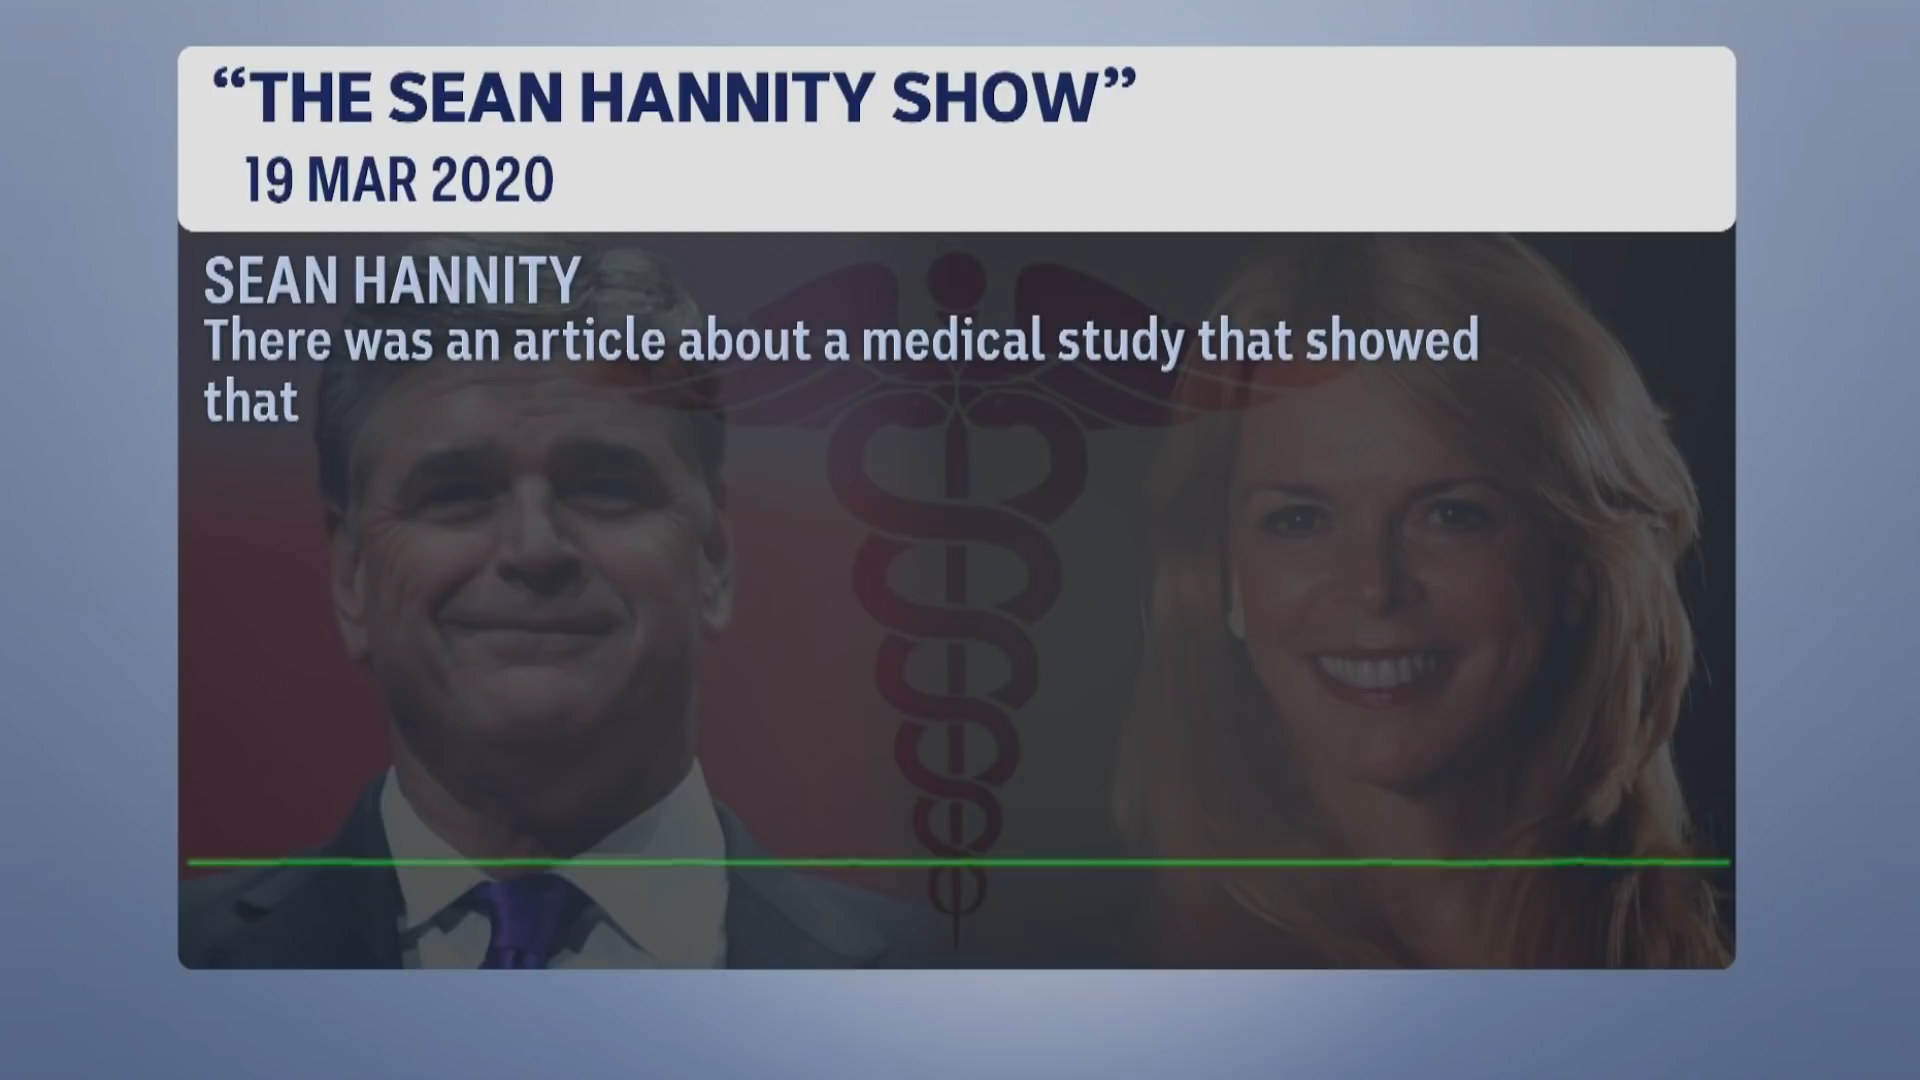 “THE SEAN HANNITY SHOW”
19 MAR 2020
SEAN HANNITY
There was an article about a medical study that showed
that